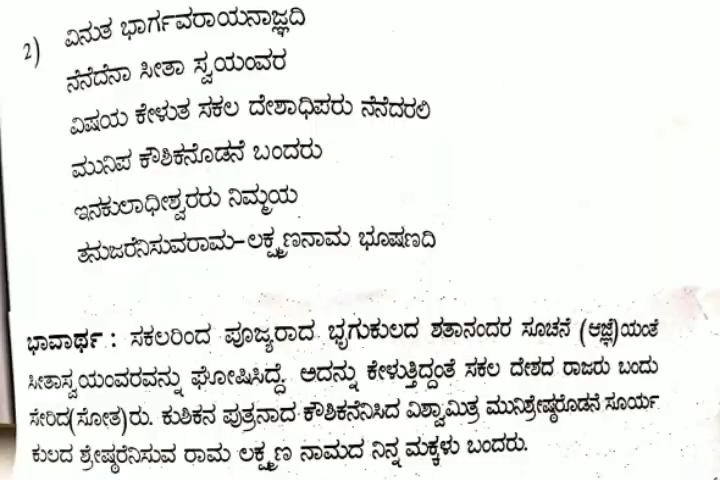 2) ವಿನುತ ಭಾರ್ಗವರಾಯನಾಜ್ಞದಿ
ನೆನೆದೆನಾ ಸೀತಾ ಸ್ವಯಂವರ
ವಿಷಯ ಕೇಳುತ ಸಕಲ ದೇಶಾಧಿಪರು ನೆನೆದರಲಿ
ಮುನಿಪ ಕೌಶಿಕನೊಡನೆ ಬಂದರು
ಇನಕುಲಾಧೀಶ್ವರರು ನಿಮ್ಮಯ
ತನುಜರೆನಿಸುವರಾಮ-ಲಕ್ಷ್ಮಣನಾಮ ಭೂಷಣದಿ
ಭಾವಾರ್ಥ : ಸಕಲರಿಂದ ಪೂಜ್ಯರಾದ ಭೃಗುಕುಲದ ಶತಾನಂದರ ಸೂಚನೆ (ಆಜ್ಞೆ)ಯಂತೆ
ಸೀತಾಸ್ವಯಂವರವನ್ನು ಘೋಷಿಸಿದ್ದೆ. ಅದನ್ನು ಕೇಳುತ್ತಿದ್ದಂತೆ ಸಕಲ ದೇಶದ ರಾಜರು ಬಂದು
ಸೇರಿದ(ಸೋತ)ರು. ಕುಶಿಕನ ಪುತ್ರನಾದ ಕೌಶಿಕನೆನಿಸಿದ ವಿಶ್ವಾಮಿತ್ರ ಮುನಿಶ್ರೇಷ್ಠರೊಡನೆ ಸೂರ್ಯ
ಕುಲದ ಶ್ರೇಷ್ಠರೆನಿಸುವ ರಾಮ ಲಕ್ಷ್ಮಣ ನಾಮದ ನಿನ್ನ ಮಕ್ಕಳು ಬಂದರು.